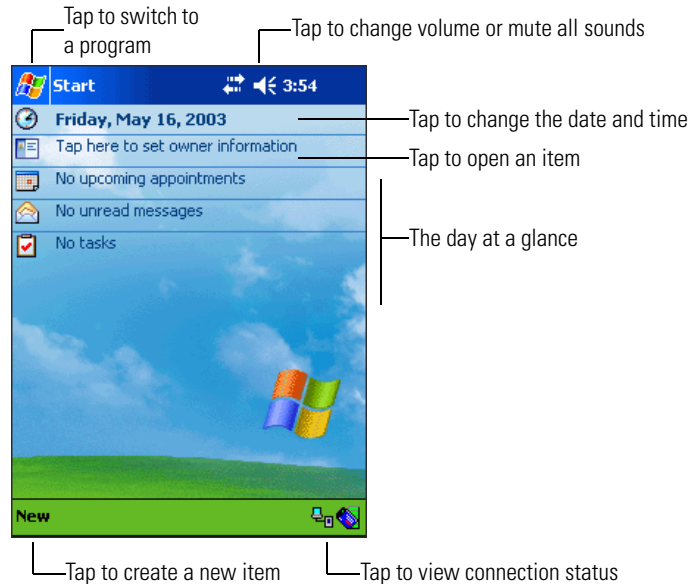 Tap to switch to
a program
Tap to change volume or mute all sounds
Start 3:54
Friday, May 16, 2003
Tap to change the date and time
Tap here to set owner information
Tap to open an item
No upcoming appointments
No unread messages
The day at a glance
No tasks
New
Tap to create a new item
Tap to view connection status